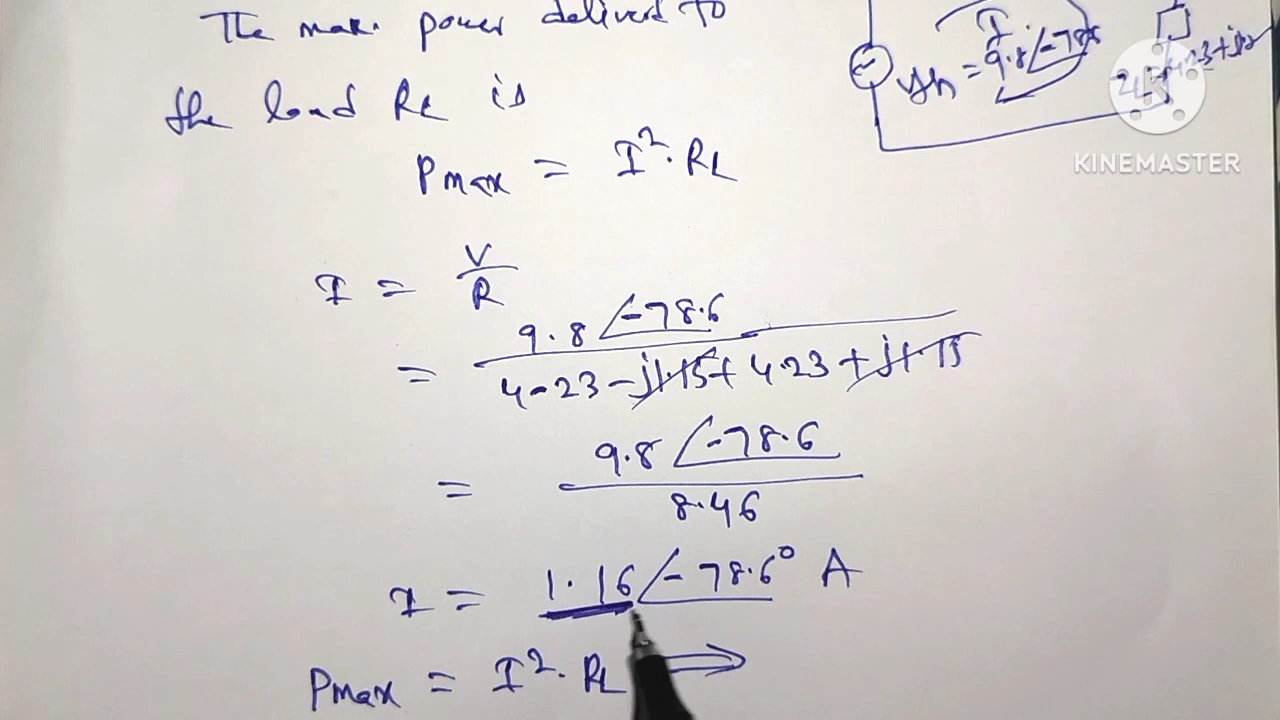 The max. power deliverd to
the load RL is
Pmax = I². RL
I
Vth = 9.8∠-78.6
KINEMASTER
I = V/R
= 9.8∠-78.6 / 4-23 - j1.15 + 4.23 + j1.15
= 9.8∠-78.6 / 8.46
I = 1.16∠-78.6° A
Pmax = I². RL ⇒